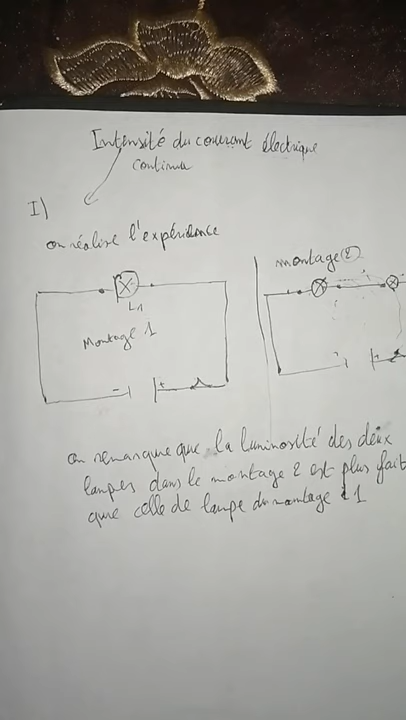 Intensité du courant électrique
continu
I)
on réalise l'expérience
montage 2
L1
Montage 1
- +
+
on remarque que la luminosité des deux
lampes dans le montage 2 est plus fait
que celle de lampe du montage 1